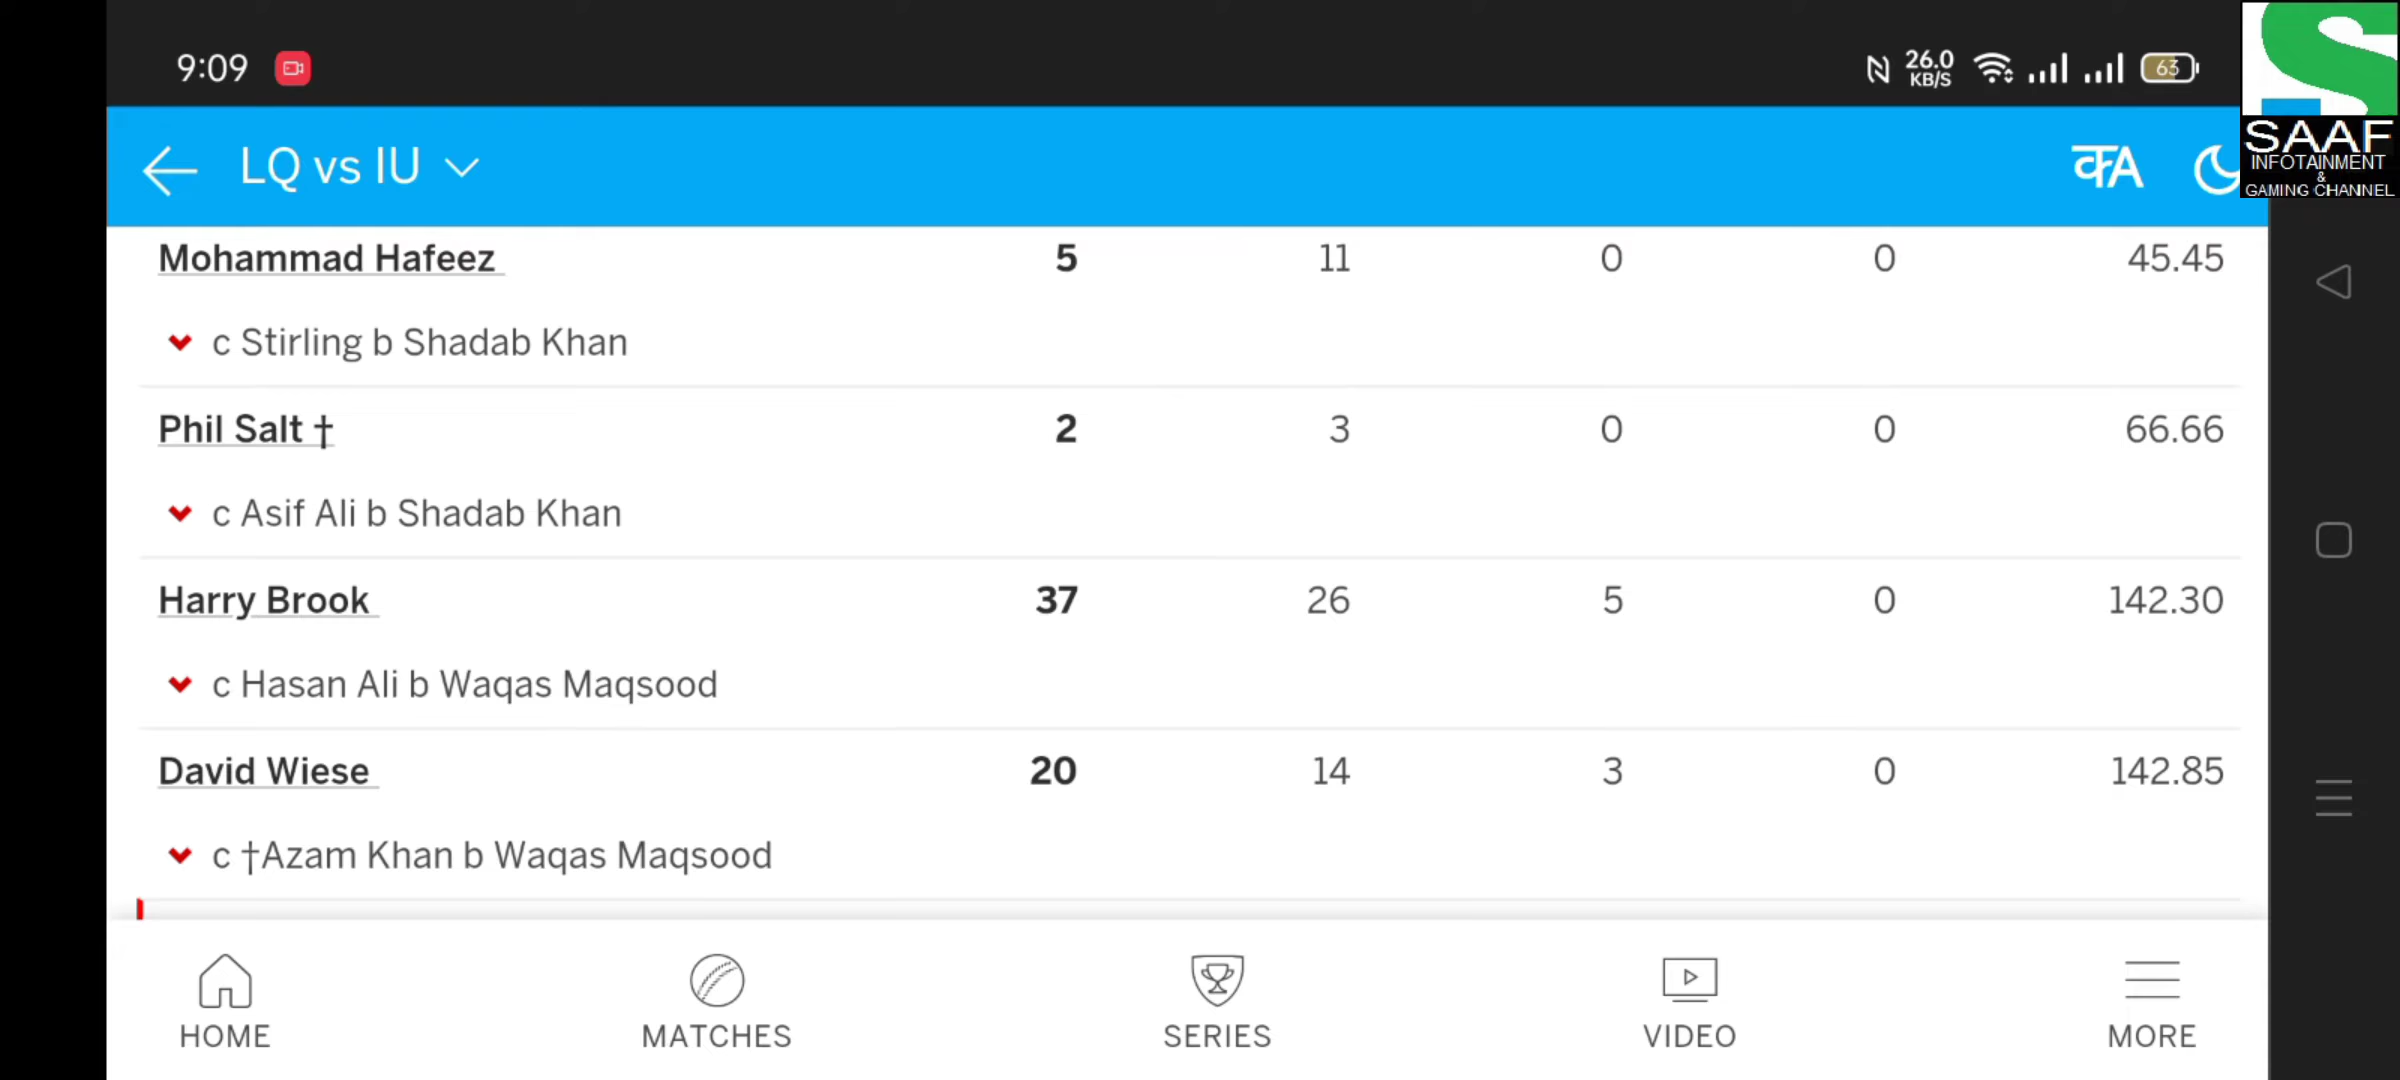 9:09
26.0
KB/S
63
SAAF
INFOTAINMENT
&
GAMING CHANNEL
LQ vs IU
क A
Mohammad Hafeez 5 11 0 0 45.45
c Stirling b Shadab Khan
Phil Salt † 2 3 0 0 66.66
c Asif Ali b Shadab Khan
Harry Brook 37 26 5 0 142.30
c Hasan Ali b Waqas Maqsood
David Wiese 20 14 3 0 142.85
c †Azam Khan b Waqas Maqsood
HOME MATCHES SERIES VIDEO MORE